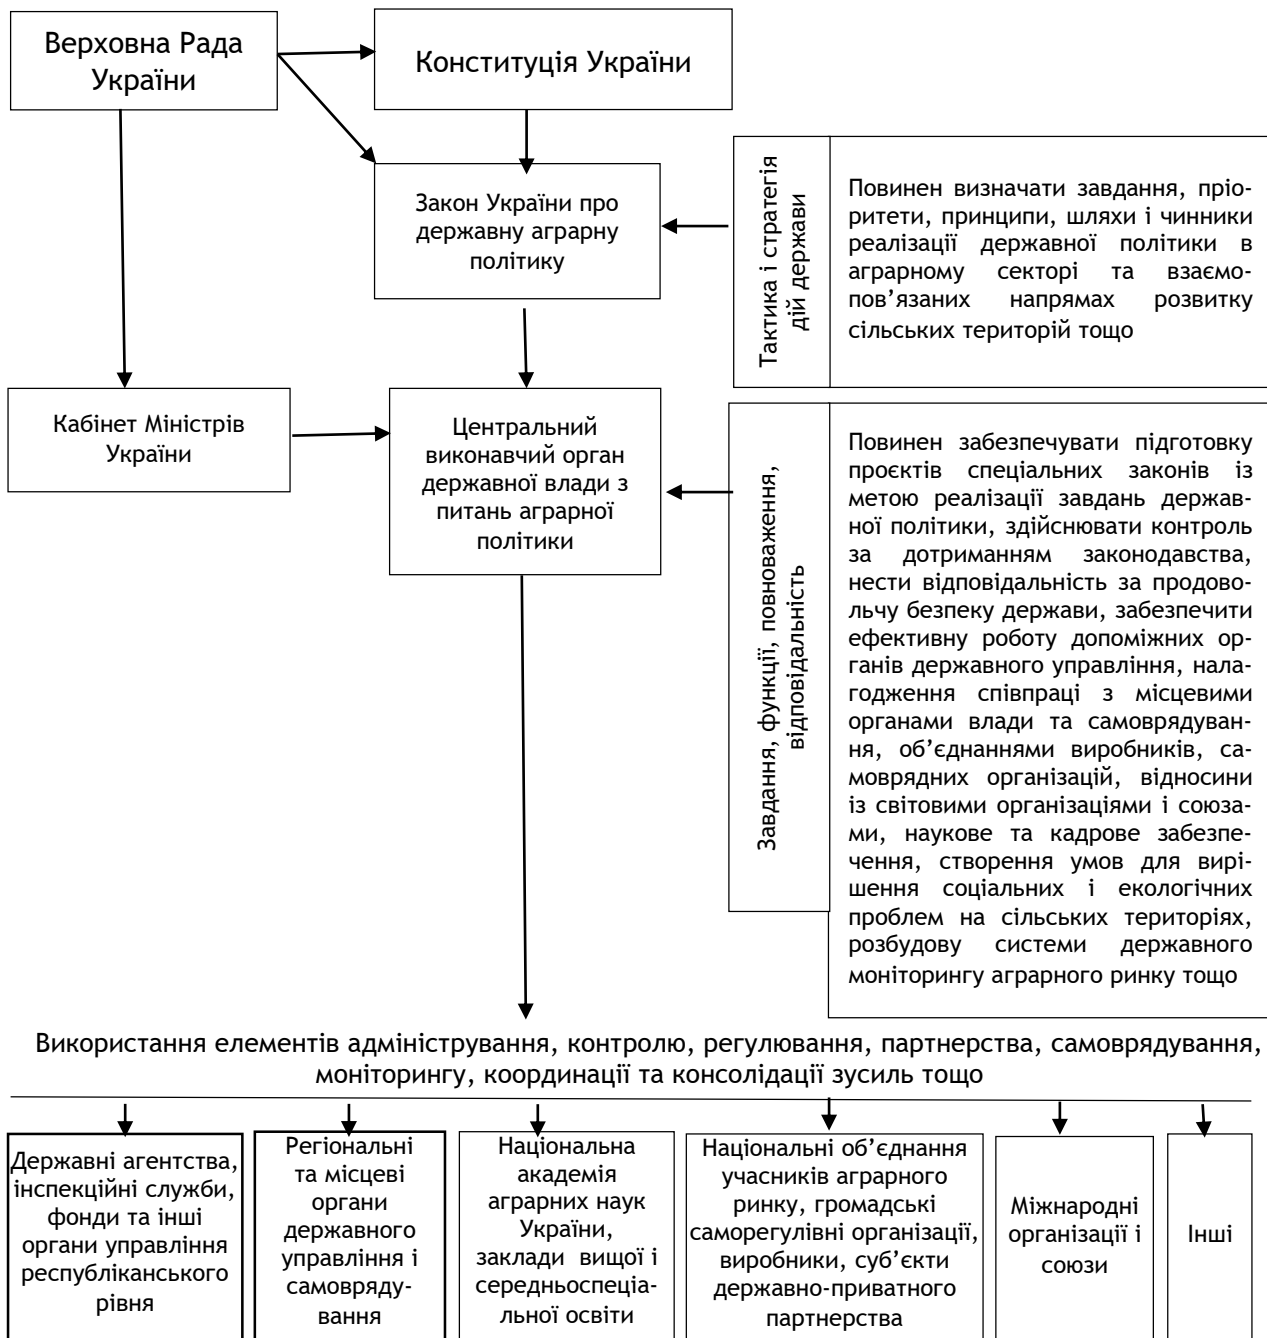 Верховна Рада
України
Конституція України
Закон України про
державну аграрну
політику
Тактика і стратегія
дій держави
Повинен визначати завдання, прі-
оритети, принципи, шляхи і чинники
реалізації державної політики в
аграрному секторі та взаємо-
пов’язаних напрямах розвитку
сільських територій тощо
Кабінет Міністрів
України
Центральний
виконавчий орган
державної влади з
питань аграрної
політики
Завдання, функції, повноваження,
відповідальність
Повинен забезпечувати підготовку
проєктів спеціальних законів із
метою реалізації завдань держав-
ної політики, здійснювати контроль
за дотриманням законодавства,
нести відповідальність за продово-
льчу безпеку держави, забезпечити
ефективну роботу допоміжних ор-
ганів державного управління, нала-
годження співпраці з місцевими
органами влади та самоврядуван-
ня, об’єднаннями виробників, са-
моврядних організацій, відносини
із світовими організаціями і союза-
ми, наукове та кадрове забезпе-
чення, створення умов для вирі-
шення соціальних і екологічних
проблем на сільських територіях,
розбудову системи державного
моніторингу аграрного ринку тощо
Використання елементів адміністрування, контролю, регулювання, партнерства, самоврядування,
моніторингу, координації та консолідації зусиль тощо
Державні агентства,
інспекційні служби,
фонди та інші
органи управління
республіканського
рівня
Регіональні
та місцеві
органи
державного
управління і
самовряду-
вання
Національна
академія
аграрних наук
України,
заклади вищої і
середньоспеціа-
льної освіти
Національні об’єднання
учасників аграрного
ринку, громадські
саморегулівні організації,
виробники, суб’єкти
державно-приватного
партнерства
Міжнародні
організації і
союзи
Інші